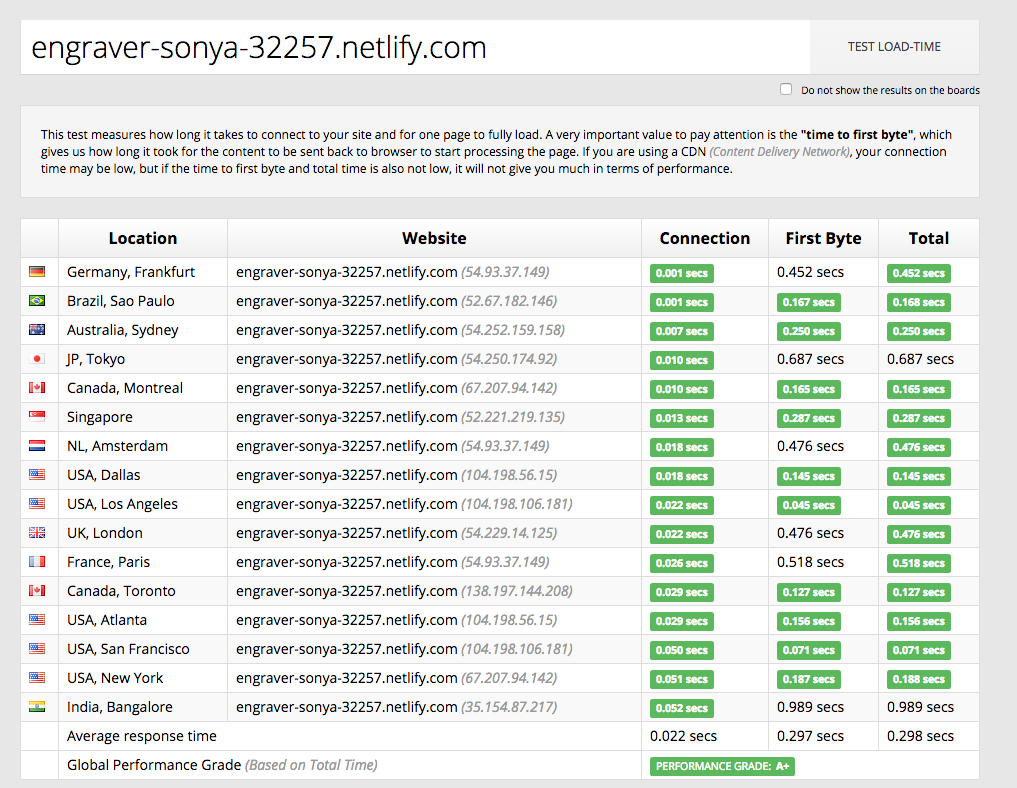 engraver-sonya-32257.netlify.com TEST LOAD-TIME
Do not show the results on the boards
This test measures how long it takes to connect to your site and for one page to fully load. A very important value to pay attention is the "time to first byte", which
gives us how long it took for the content to be sent back to browser to start processing the page. If you are using a CDN (Content Delivery Network), your connection
time may be low, but if the time to first byte and total time is also not low, it will not give you much in terms of performance.
Location Website Connection First Byte Total
Germany, Frankfurt engraver-sonya-32257.netlify.com (54.93.37.149) 0.001 secs 0.452 secs 0.452 secs
Brazil, Sao Paulo engraver-sonya-32257.netlify.com (52.67.182.146) 0.001 secs 0.167 secs 0.168 secs
Australia, Sydney engraver-sonya-32257.netlify.com (54.252.159.158) 0.007 secs 0.250 secs 0.250 secs
JP, Tokyo engraver-sonya-32257.netlify.com (54.250.174.92) 0.010 secs 0.687 secs 0.687 secs
Canada, Montreal engraver-sonya-32257.netlify.com (67.207.94.142) 0.010 secs 0.165 secs 0.165 secs
Singapore engraver-sonya-32257.netlify.com (52.221.219.135) 0.013 secs 0.287 secs 0.287 secs
NL, Amsterdam engraver-sonya-32257.netlify.com (54.93.37.149) 0.018 secs 0.476 secs 0.476 secs
USA, Dallas engraver-sonya-32257.netlify.com (104.198.56.15) 0.018 secs 0.145 secs 0.145 secs
USA, Los Angeles engraver-sonya-32257.netlify.com (104.198.106.181) 0.022 secs 0.045 secs 0.045 secs
UK, London engraver-sonya-32257.netlify.com (54.229.14.125) 0.022 secs 0.476 secs 0.476 secs
France, Paris engraver-sonya-32257.netlify.com (54.93.37.149) 0.026 secs 0.518 secs 0.518 secs
Canada, Toronto engraver-sonya-32257.netlify.com (138.197.144.208) 0.029 secs 0.127 secs 0.127 secs
USA, Atlanta engraver-sonya-32257.netlify.com (104.198.56.15) 0.029 secs 0.156 secs 0.156 secs
USA, San Francisco engraver-sonya-32257.netlify.com (104.198.106.181) 0.050 secs 0.071 secs 0.071 secs
USA, New York engraver-sonya-32257.netlify.com (67.207.94.142) 0.051 secs 0.187 secs 0.188 secs
India, Bangalore engraver-sonya-32257.netlify.com (35.154.87.217) 0.052 secs 0.989 secs 0.989 secs
Average response time 0.022 secs 0.297 secs 0.298 secs
Global Performance Grade (Based on Total Time) PERFORMANCE GRADE: A+